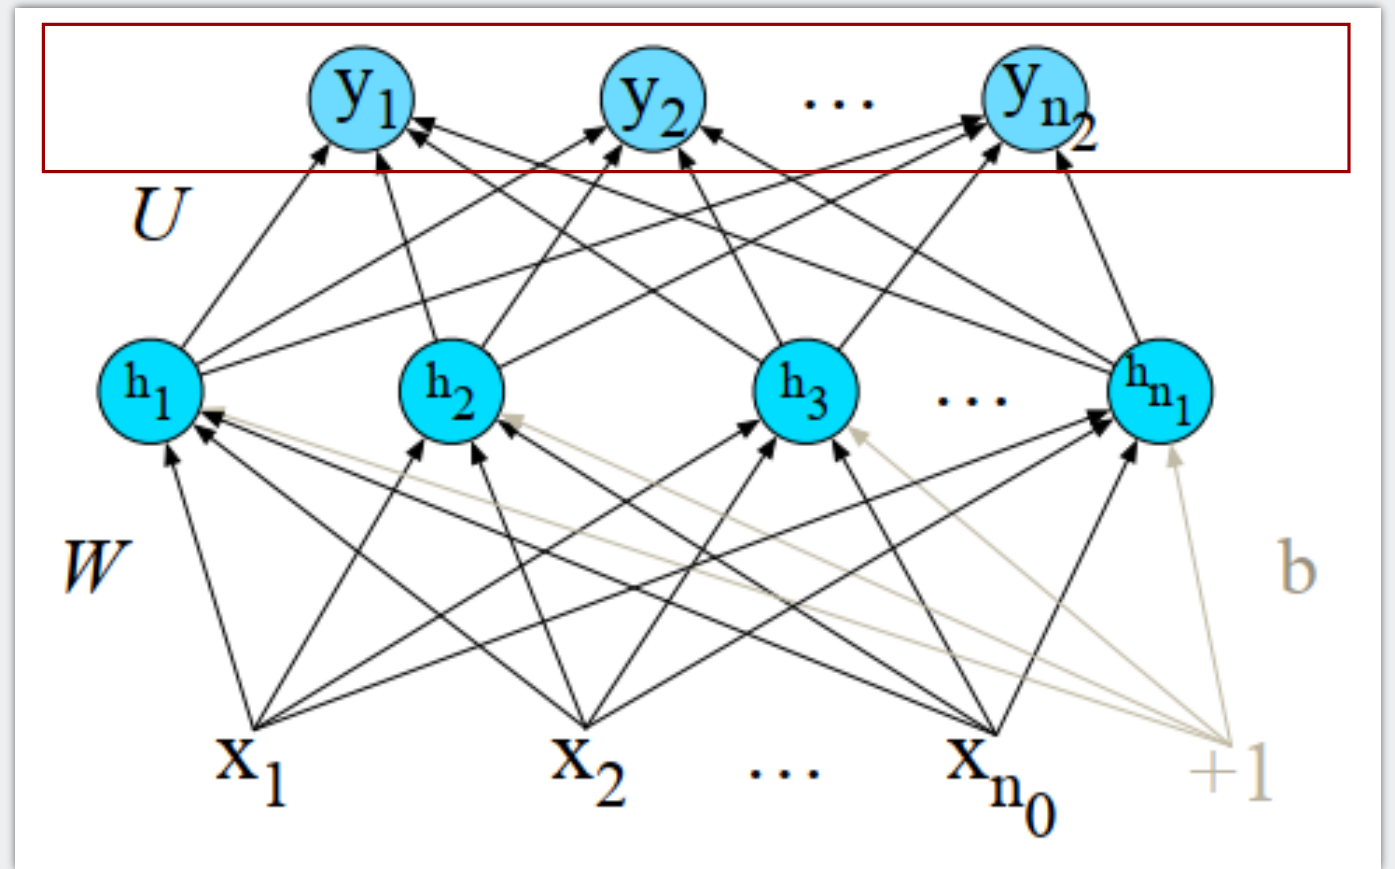 y1 y2 … yn2
U
h1 h2 h3 … hn1
W b
x1 x2 … xn0 +1